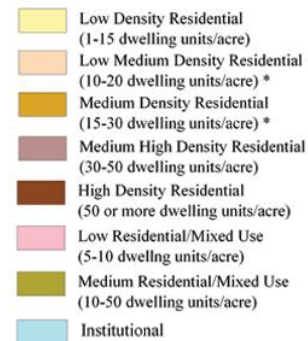 Low Density Residential
(1-15 dwelling units/acre)
Low Medium Density Residential
(10-20 dwelling units/acre) *
Medium Density Residential
(15-30 dwelling units/acre) *
Medium High Density Residential
(30-50 dwelling units/acre)
High Density Residential
(50 or more dwelling units/acre)
Low Residential/Mixed Use
(5-10 dwellng units/acre)
Medium Residential/Mixed Use
(10-50 dwelling units/acre)
Institutional